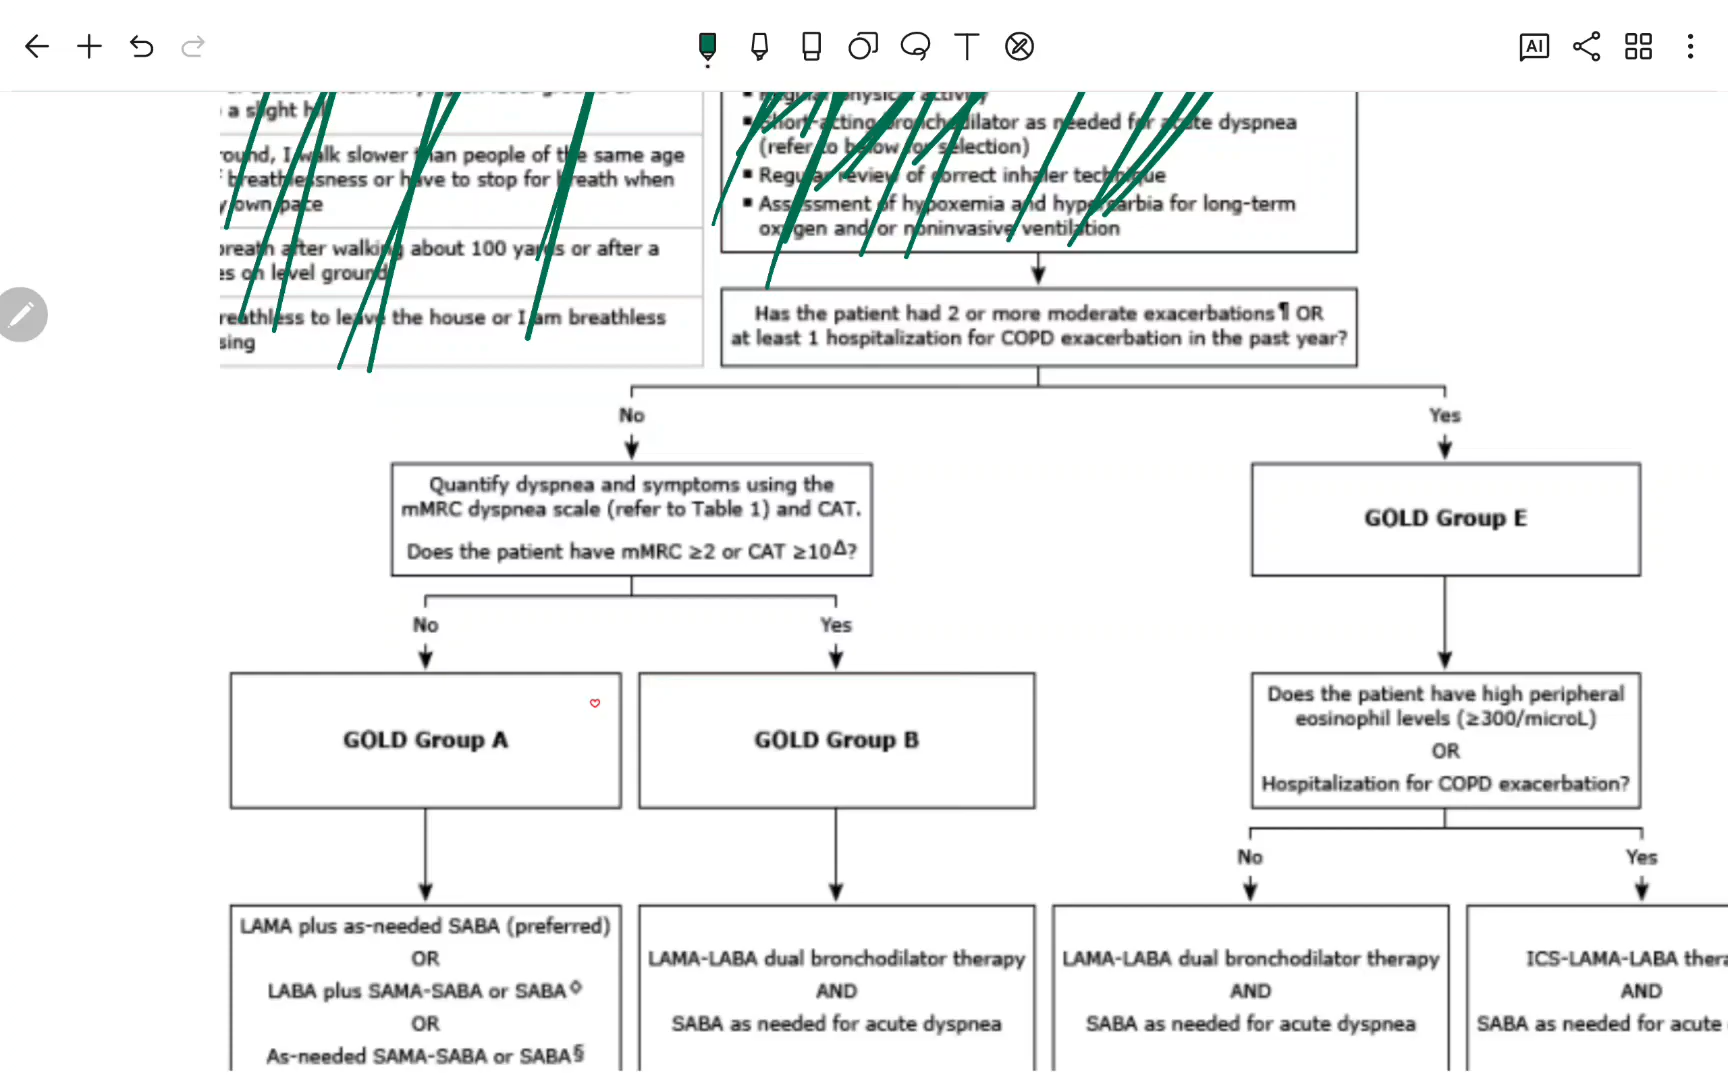 AI
T
a slight
round, I walk slower than people of the same age
breathlessness or have to stop for breath when
own pace
breath after walking about 100 yards or after a
es on level ground
reathless to leave the house or I am breathless
sing
Regular physical activity
Short-acting bronchodilator as needed for acute dyspnea
(refer to below for selection)
Regular review of correct inhaler technique
Assessment of hypoxemia and hypercarbia for long-term
oxygen and/or noninvasive ventilation
Has the patient had 2 or more moderate exacerbations¶ OR
at least 1 hospitalization for COPD exacerbation in the past year?
No
Yes
Quantify dyspnea and symptoms using the
mMRC dyspnea scale (refer to Table 1) and CAT.
Does the patient have mMRC ≥2 or CAT ≥10Δ?
GOLD Group E
No
Yes
GOLD Group A
GOLD Group B
Does the patient have high peripheral
eosinophil levels (≥300/microL)
OR
Hospitalization for COPD exacerbation?
No
Yes
LAMA plus as-needed SABA (preferred)
OR
LABA plus SAMA-SABA or SABA◊
OR
As-needed SAMA-SABA or SABA§
LAMA-LABA dual bronchodilator therapy
AND
SABA as needed for acute dyspnea
LAMA-LABA dual bronchodilator therapy
AND
SABA as needed for acute dyspnea
ICS-LAMA-LABA thera
AND
SABA as needed for acute